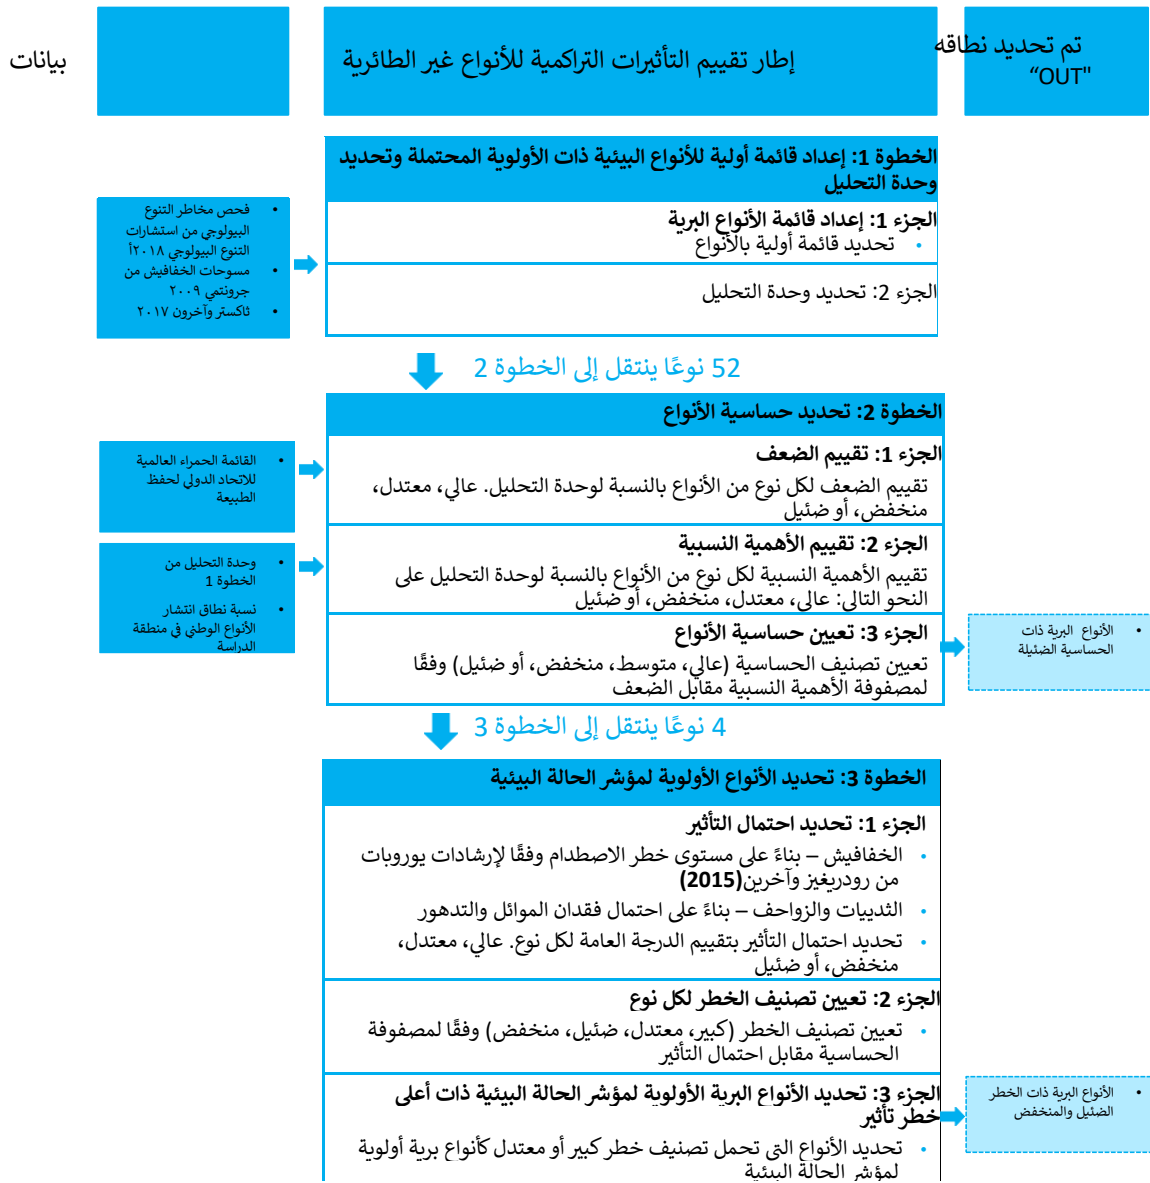 تم تحديد نطاقه
"OUT“
إطار تقييم التأثيرات التراكمية للأنواع غير الطائرية
بيانات
الخطوة 1: إعداد قائمة أولية للأنواع البيئية ذات الأولوية المحتملة وتحديد
وحدة التحليل
الجزء 1: إعداد قائمة الأنواع البرية
• تحديد قائمة أولية بالأنواع
الجزء 2: تحديد وحدة التحليل
• فحص مخاطر التنوع
البيولوجي من استشارات
التنوع البيولوجي ٢٠١٨أ
• مسوحات الخفافيش من
جرونتمي ٢٠٠٩
• ثاكستر وآخرون ٢٠١٧
52 نوعًا ينتقل إلى الخطوة 2
الخطوة 2: تحديد حساسية الأنواع
الجزء 1: تقييم الضعف
تقييم الضعف لكل نوع من الأنواع بالنسبة لوحدة التحليل. عالي، معتدل،
منخفض، أو ضئيل
• القائمة الحمراء العالمية
للاتحاد الدولي لحفظ
الطبيعة
الجزء 2: تقييم الأهمية النسبية
تقييم الأهمية النسبية لكل نوع من الأنواع بالنسبة لوحدة التحليل على
النحو التالي: عالي، معتدل، منخفض، أو ضئيل
• وحدة التحليل من
الخطوة 1
• نسبة نطاق انتشار
الأنواع الوطني في منطقة
الدراسة
الجزء 3: تعيين حساسية الأنواع
تعيين تصنيف الحساسية (عالي، متوسط، منخفض، أو ضئيل) وفقًا
لمصفوفة الأهمية النسبية مقابل الضعف
• الأنواع البرية ذات
الحساسية الضئيلة
4 نوعًا ينتقل إلى الخطوة 3
الخطوة 3: تحديد الأنواع الأولوية لمؤشر الحالة البيئية
الجزء 1: تحديد احتمال التأثير
• الخفافيش – بناءً على مستوى خطر الاصطدام وفقًا لإرشادات يوروبات
من رودريغيز وآخرين(2015)
• الثدييات والزواحف – بناءً على احتمال فقدان الموائل والتدهور
• تحديد احتمال التأثير بتقييم الدرجة العامة لكل نوع. عالي، معتدل،
منخفض، أو ضئيل
الجزء 2: تعيين تصنيف الخطر لكل نوع
• تعيين تصنيف الخطر (كبير، معتدل، ضئيل، منخفض) وفقًا لمصفوفة
الحساسية مقابل احتمال التأثير
الجزء 3: تحديد الأنواع البرية الأولوية لمؤشر الحالة البيئية ذات أعلى
خطر تأثير
• تحديد الأنواع التي تحمل تصنيف خطر كبير أو معتدل كأنواع برية أولوية
لمؤشر الحالة البيئية
• الأنواع البرية ذات الخطر
الضئيل والمنخفض